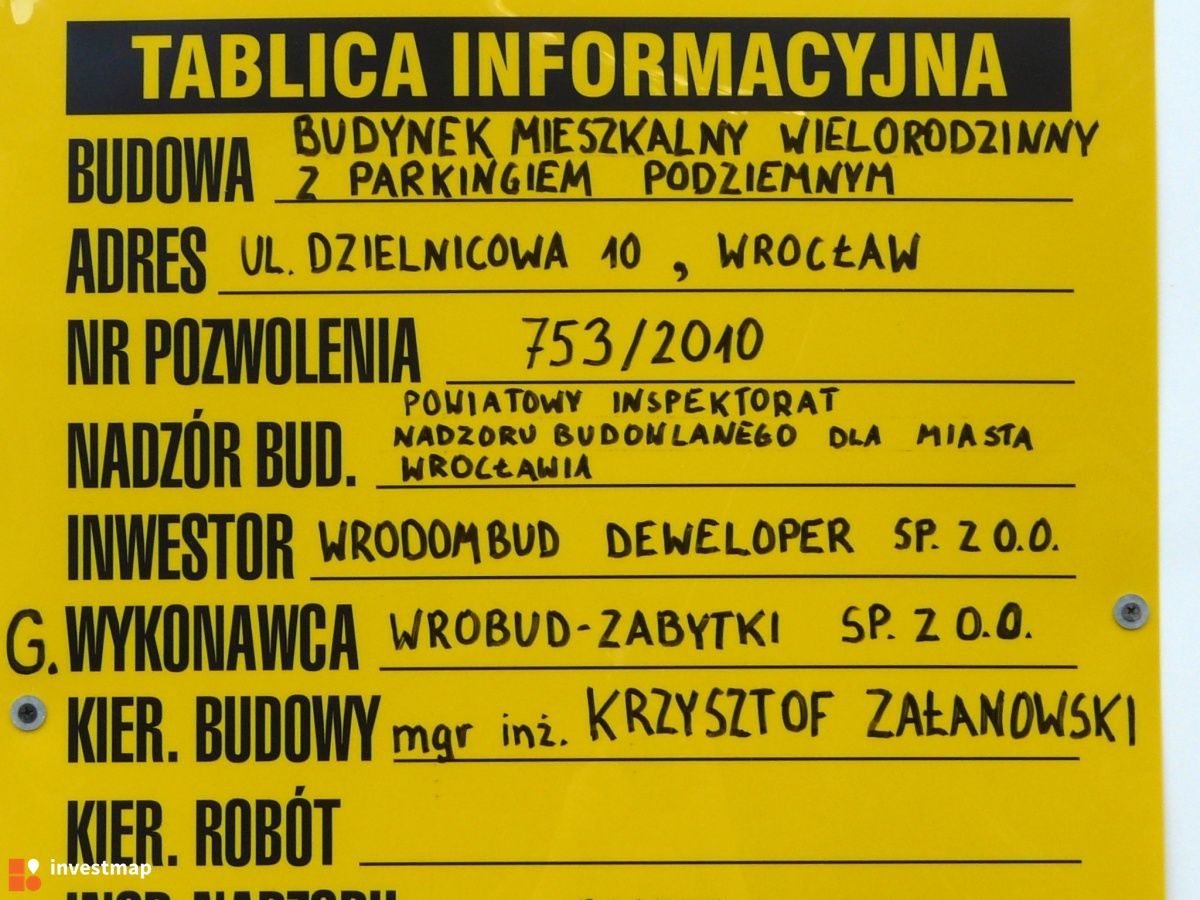 TABLICA INFORMACYJNA
BUDOWA BUDYNEK MIESZKALNY WIELORODZINNY
Z PARKINGIEM PODZIEMNYM
ADRES UL. DZIELNICOWA 10, WROCŁAW
NR POZWOLENIA 753/2010
POWIATOWY INSPEKTORAT
NADZÓR BUD. NADZORU BUDOWLANEGO DLA MIASTA
WROCŁAWIA
INWESTOR WRODOMBUD DEWELOPER SP. Z O.O.
G. WYKONAWCA WROBUD-ZABYTKI SP. Z O.O.
KIER. BUDOWY mgr inż. KRZYSZTOF ZAŁANOWSKI
KIER. ROBÓT
investmap